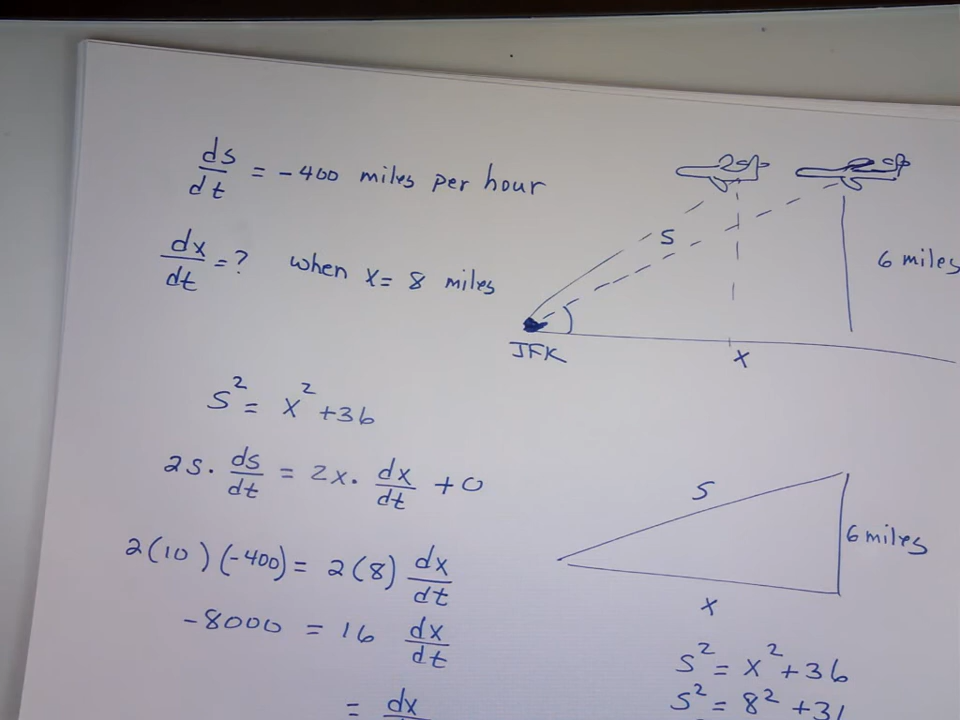 ds/dt = -400 miles per hour
dx/dt = ? when x = 8 miles
S
6 miles
JFK
x
S² = x² + 36
2s · ds/dt = 2x · dx/dt + 0
2(10)(-400) = 2(8) dx/dt
-8000 = 16 dx/dt
= dx
S
6 miles
x
S² = x² + 36
S² = 8² +